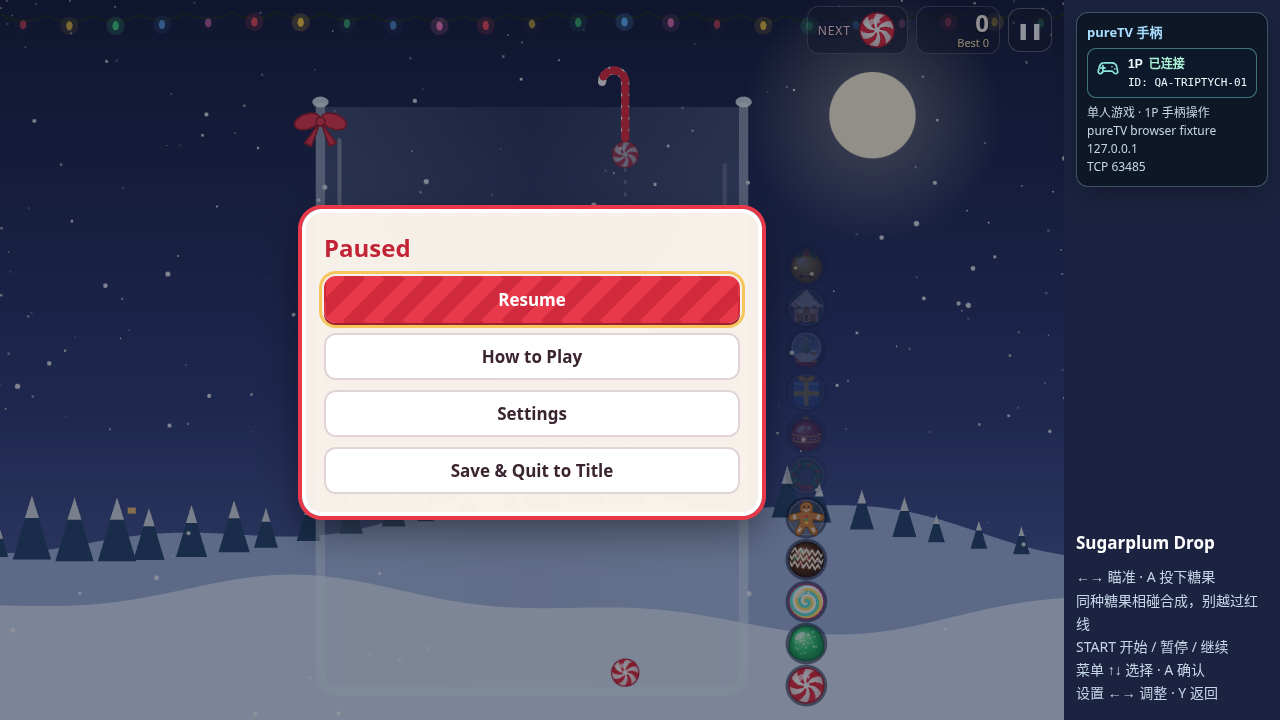 NEXT
0
Best 0
Paused
Resume
How to Play
Settings
Save & Quit to Title
pureTV 手柄
1P 已连接
ID: QA-TRIPTYCH-01
单人游戏 · 1P 手柄操作
pureTV browser fixture
127.0.0.1
TCP 63485
Sugarplum Drop
←→ 瞄准 · A 投下糖果
同种糖果相碰合成，别越过红
线
START 开始 / 暂停 / 继续
菜单 ↑↓ 选择 · A 确认
设置 ←→ 调整 · Y 返回